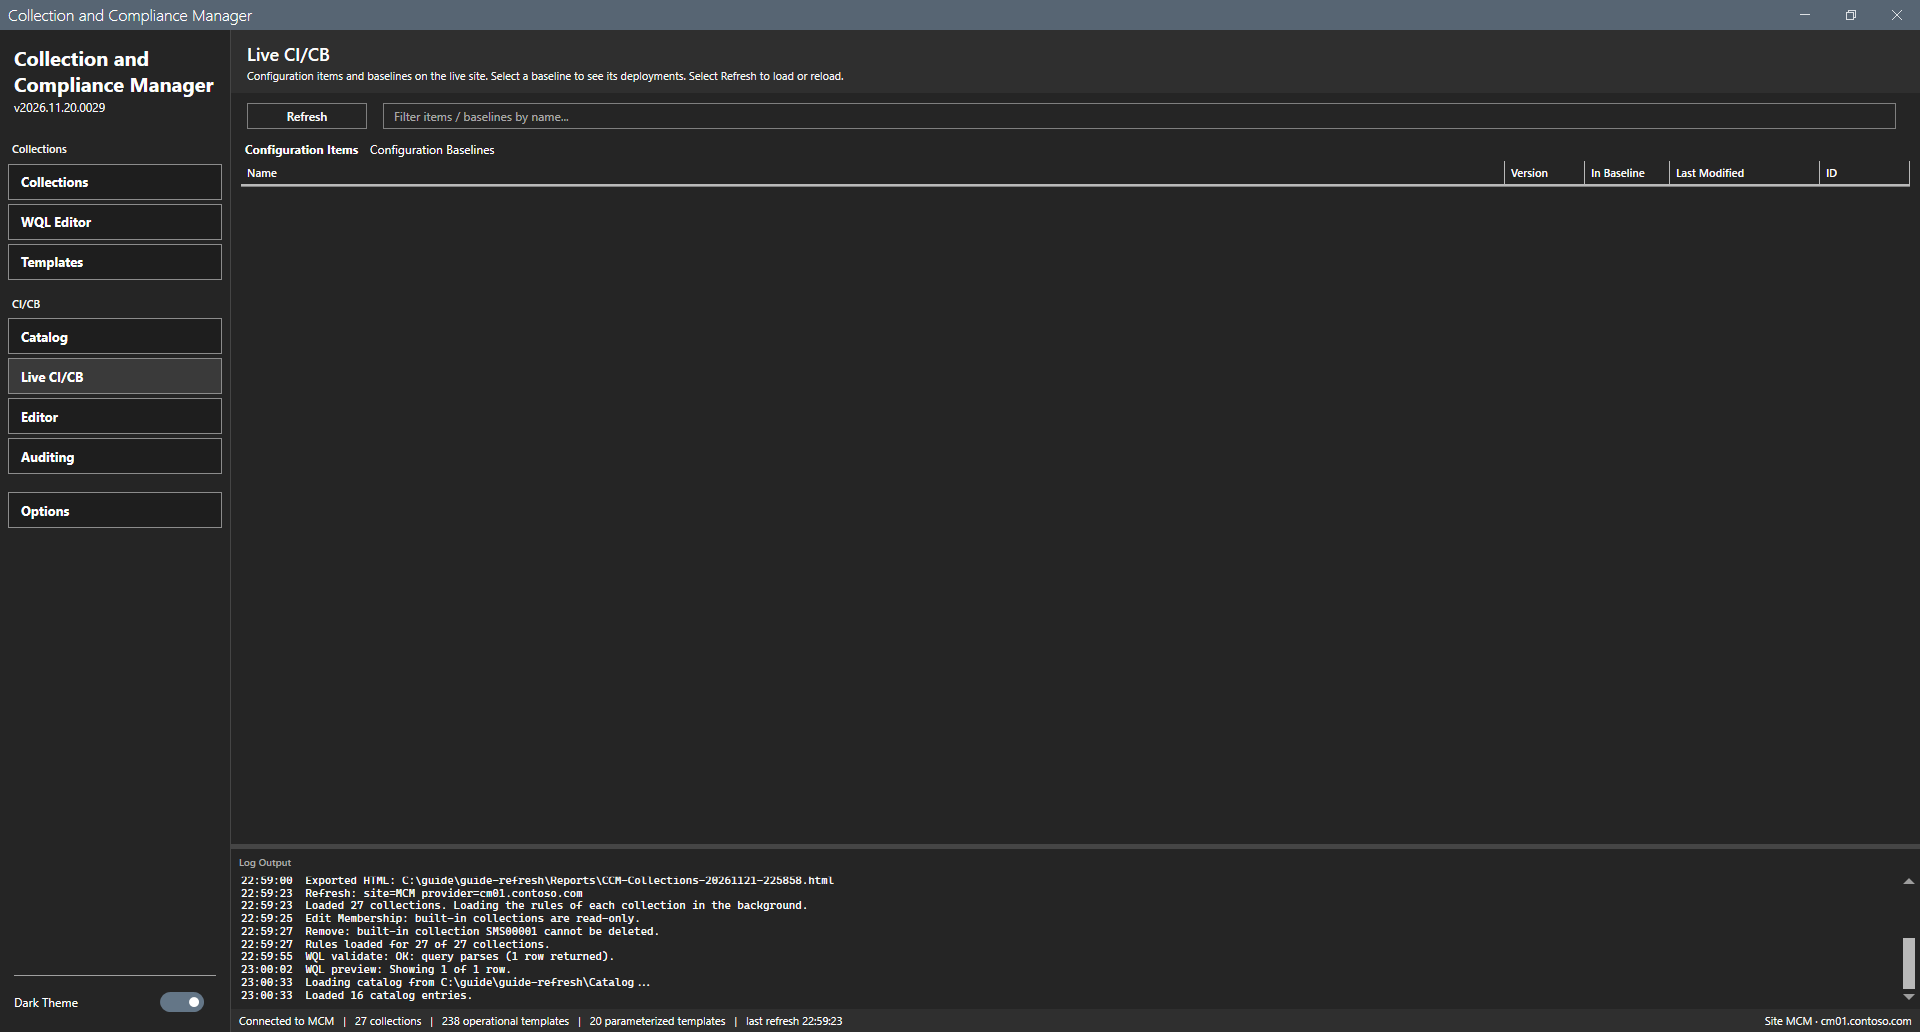 Collection and Compliance Manager
Collection and
Compliance Manager
v2026.11.20.0029
Collections
Collections
WQL Editor
Templates
CI/CB
Catalog
Live CI/CB
Editor
Auditing
Options
Dark Theme
Live CI/CB
Configuration items and baselines on the live site. Select a baseline to see its deployments. Select Refresh to load or reload.
Refresh
Filter items / baselines by name...
Configuration Items Configuration Baselines
Name Version In Baseline Last Modified ID
Log Output
22:59:00 Exported HTML: C:\guide\guide-refresh\Reports\CCM-Collections-20261121-225858.html
22:59:23 Refresh: site=MCM provider=cm01.contoso.com
22:59:23 Loaded 27 collections. Loading the rules of each collection in the background.
22:59:25 Edit Membership: built-in collections are read-only.
22:59:27 Remove: built-in collection SMS00001 cannot be deleted.
22:59:27 Rules loaded for 27 of 27 collections.
22:59:55 WQL validate: OK: query parses (1 row returned).
23:00:02 WQL preview: Showing 1 of 1 row.
23:00:33 Loading catalog from C:\guide\guide-refresh\Catalog ...
23:00:33 Loaded 16 catalog entries.
Connected to MCM | 27 collections | 238 operational templates | 20 parameterized templates | last refresh 22:59:23
Site MCM · cm01.contoso.com